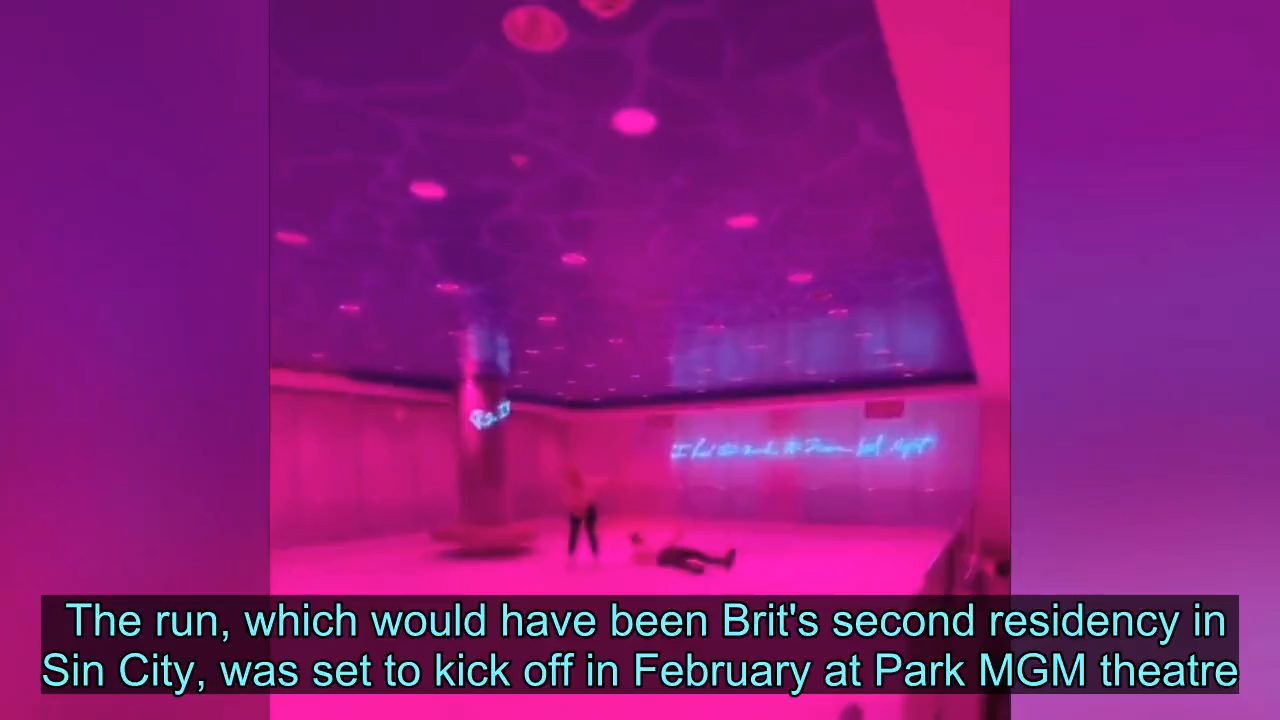 The run, which would have been Brit's second residency in
Sin City, was set to kick off in February at Park MGM theatre